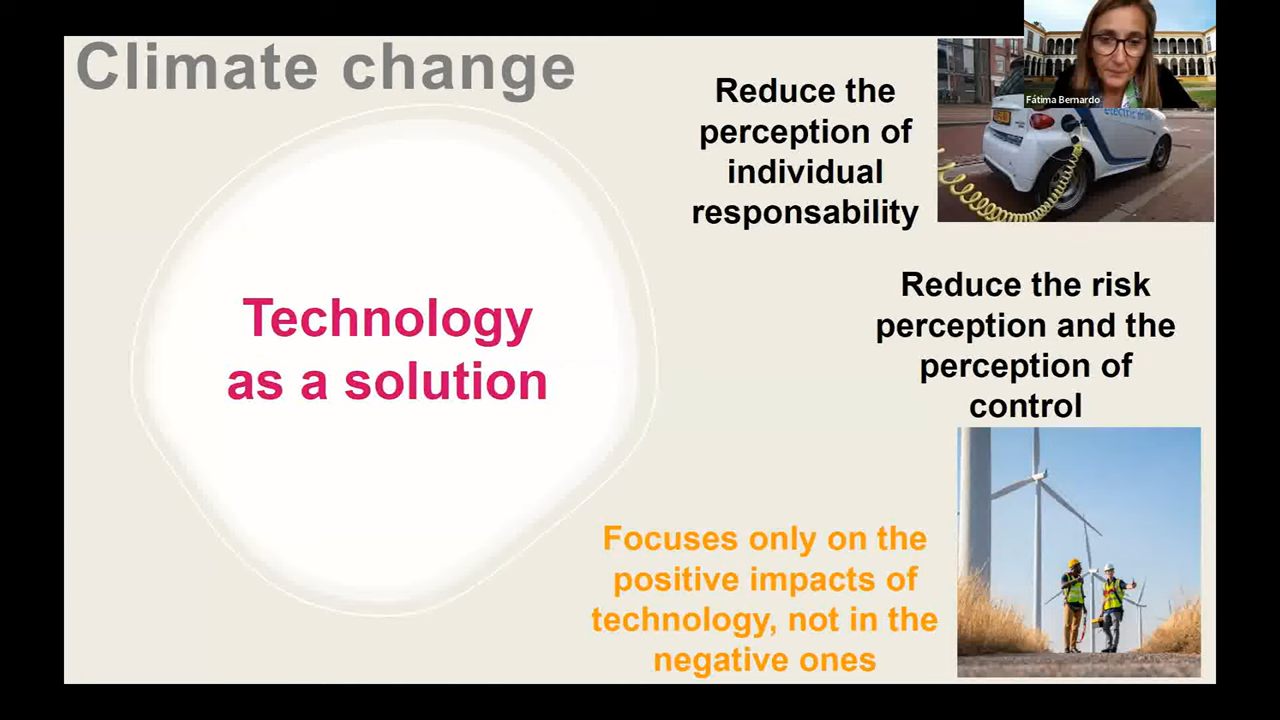 Climate change
Technology
as a solution
Reduce the
perception of
individual
responsability
Fátima Bernardo
Reduce the risk
perception and the
perception of
control
Focuses only on the
positive impacts of
technology, not in the
negative ones